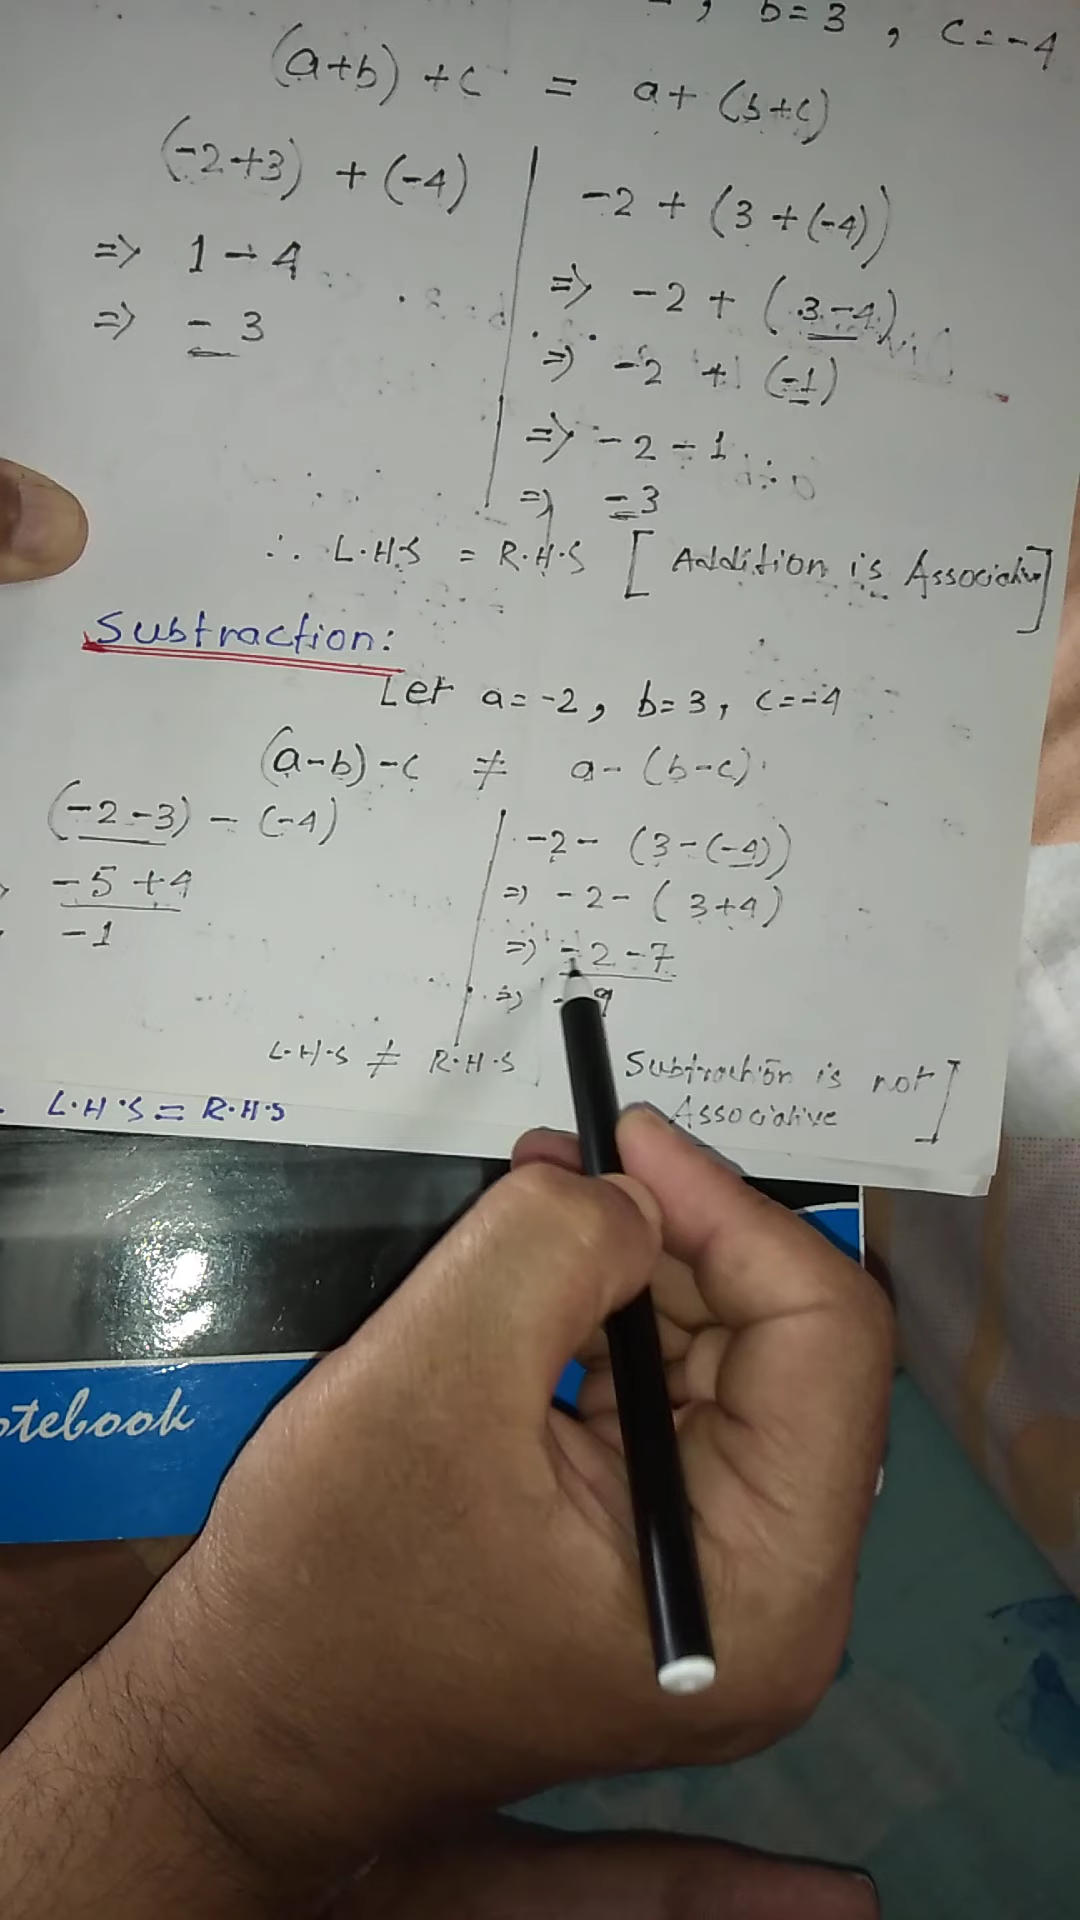 , b=3 , c=-4
(a+b)+c = a+(b+c)
(-2+3) + (-4)
=> 1-4
=> -3
-2 + (3+(-4))
=> -2 + (3-4)
=> -2 + (-1)
=> -2-1
=> -3
∴ L.H.S = R.H.S [Addition is Associative]
Subtraction:
Let a=-2, b=3, c=-4
(a-b)-c ≠ a-(b-c)
(-2-3) - (-4)
-5+4
-1
-2- (3-(-4))
=> -2-(3+4)
=> -2-7
=> -9
L.H.S ≠ R.H.S
Subtraction is not
Associative]
L.H.S = R.H.S
otebook